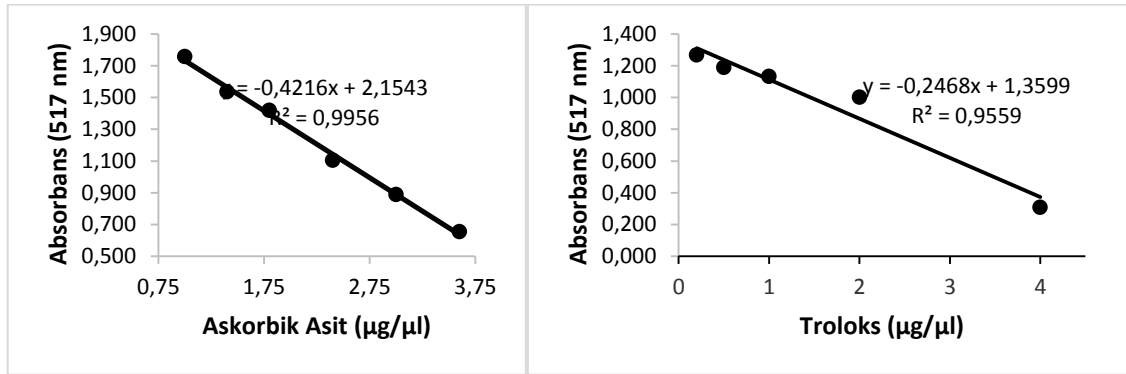 Absorbans (517 nm)
1,900
1,700
1,500
1,300
1,100
0,900
0,700
0,500
= -0,4216x + 2,1543
R² = 0,9956
0,75 1,75 2,75 3,75
Askorbik Asit (µg/µl)
Absorbans (517 nm)
1,400
1,200
1,000
0,800
0,600
0,400
0,200
0,000
y = -0,2468x + 1,3599
R² = 0,9559
0 1 2 4
Troloks (µg/µl)